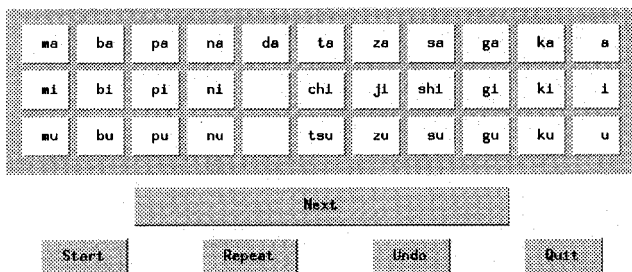 ma ba pa na da ta za sa ga ka a
mi bi pi ni chi ji shi gi ki i
mu bu pu nu tsu zu su gu ku u
Next
Start Repeat Undo Quit